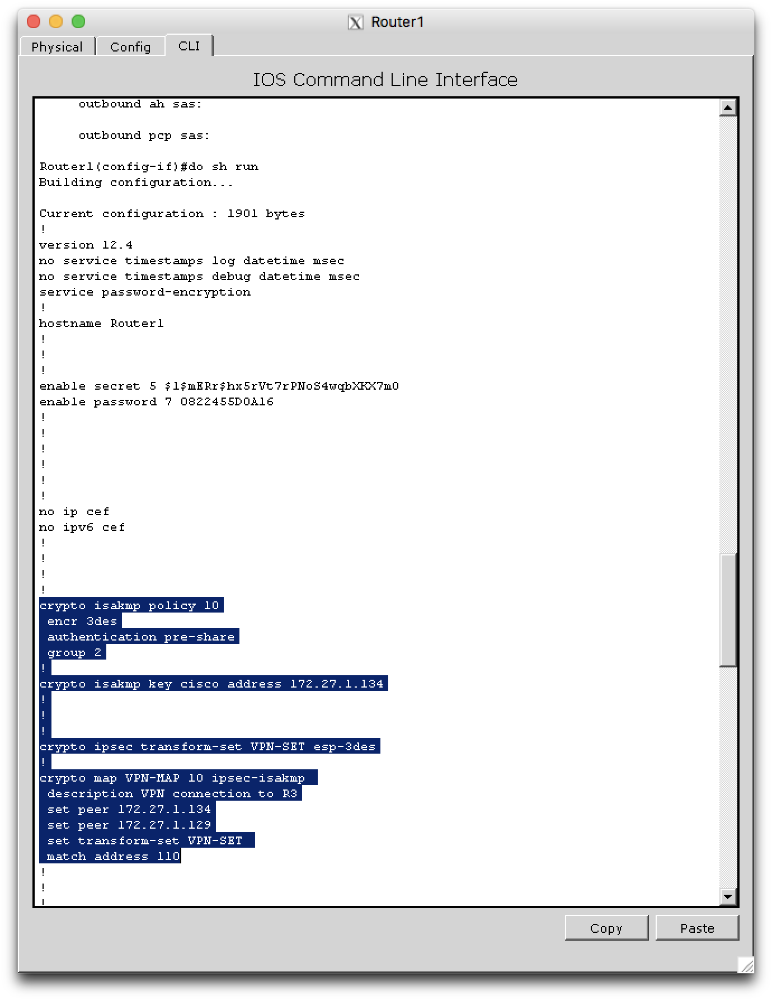 Router1
Physical
Config
CLI
IOS Command Line Interface
outbound ah sas:
outbound pcp sas:
Router1(config-if)#do sh run
Building configuration...
Current configuration : 1901 bytes
!
version 12.4
no service timestamps log datetime msec
no service timestamps debug datetime msec
service password-encryption
!
hostname Router1
!
!
!
enable secret 5 $1$mERr$hx5rVt7rPNoS4wqbXKX7m0
enable password 7 0822455D0A16
!
!
!
!
!
!
no ip cef
no ipv6 cef
!
!
!
!
crypto isakmp policy 10
 encr 3des
 authentication pre-share
 group 2
!
crypto isakmp key cisco address 172.27.1.134
!
!
!
crypto ipsec transform-set VPN-SET esp-3des
!
crypto map VPN-MAP 10 ipsec-isakmp
 description VPN connection to R3
 set peer 172.27.1.134
 set peer 172.27.1.129
 set transform-set VPN-SET
 match address 110
!
!
!
Copy
Paste